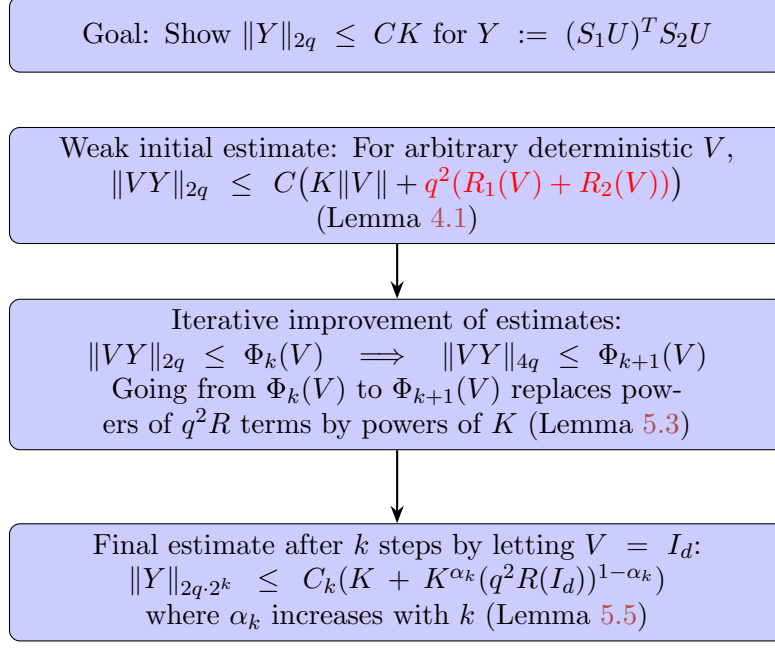 Goal: Show ‖Y‖_{2q} ≤ CK for Y := (S_1U)^T S_2U
Weak initial estimate: For arbitrary deterministic V,
‖VY‖_{2q} ≤ C(K‖V‖ + q^2(R_1(V) + R_2(V)))
(Lemma 4.1)
Iterative improvement of estimates:
‖VY‖_{2q} ≤ Φ_k(V) ⟹ ‖VY‖_{4q} ≤ Φ_{k+1}(V)
Going from Φ_k(V) to Φ_{k+1}(V) replaces pow-
ers of q^2R terms by powers of K (Lemma 5.3)
Final estimate after k steps by letting V = I_d:
‖Y‖_{2q·2^k} ≤ C_k(K + K^{α_k}(q^2R(I_d))^{1−α_k})
where α_k increases with k (Lemma 5.5)